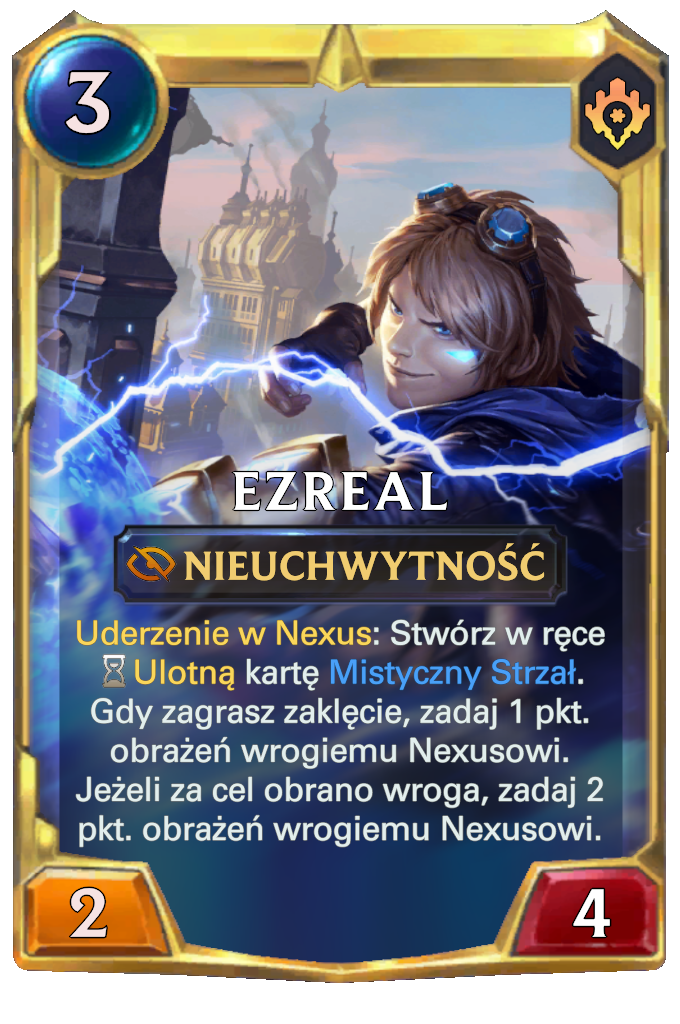 3
EZREAL
NIEUCHWYTNOŚĆ
Uderzenie w Nexus: Stwórz w ręce
Ulotną kartę Mistyczny Strzał.
Gdy zagrasz zaklęcie, zadaj 1 pkt.
obrażeń wrogiemu Nexusowi.
Jeżeli za cel obrano wroga, zadaj 2
pkt. obrażeń wrogiemu Nexusowi.
2
4